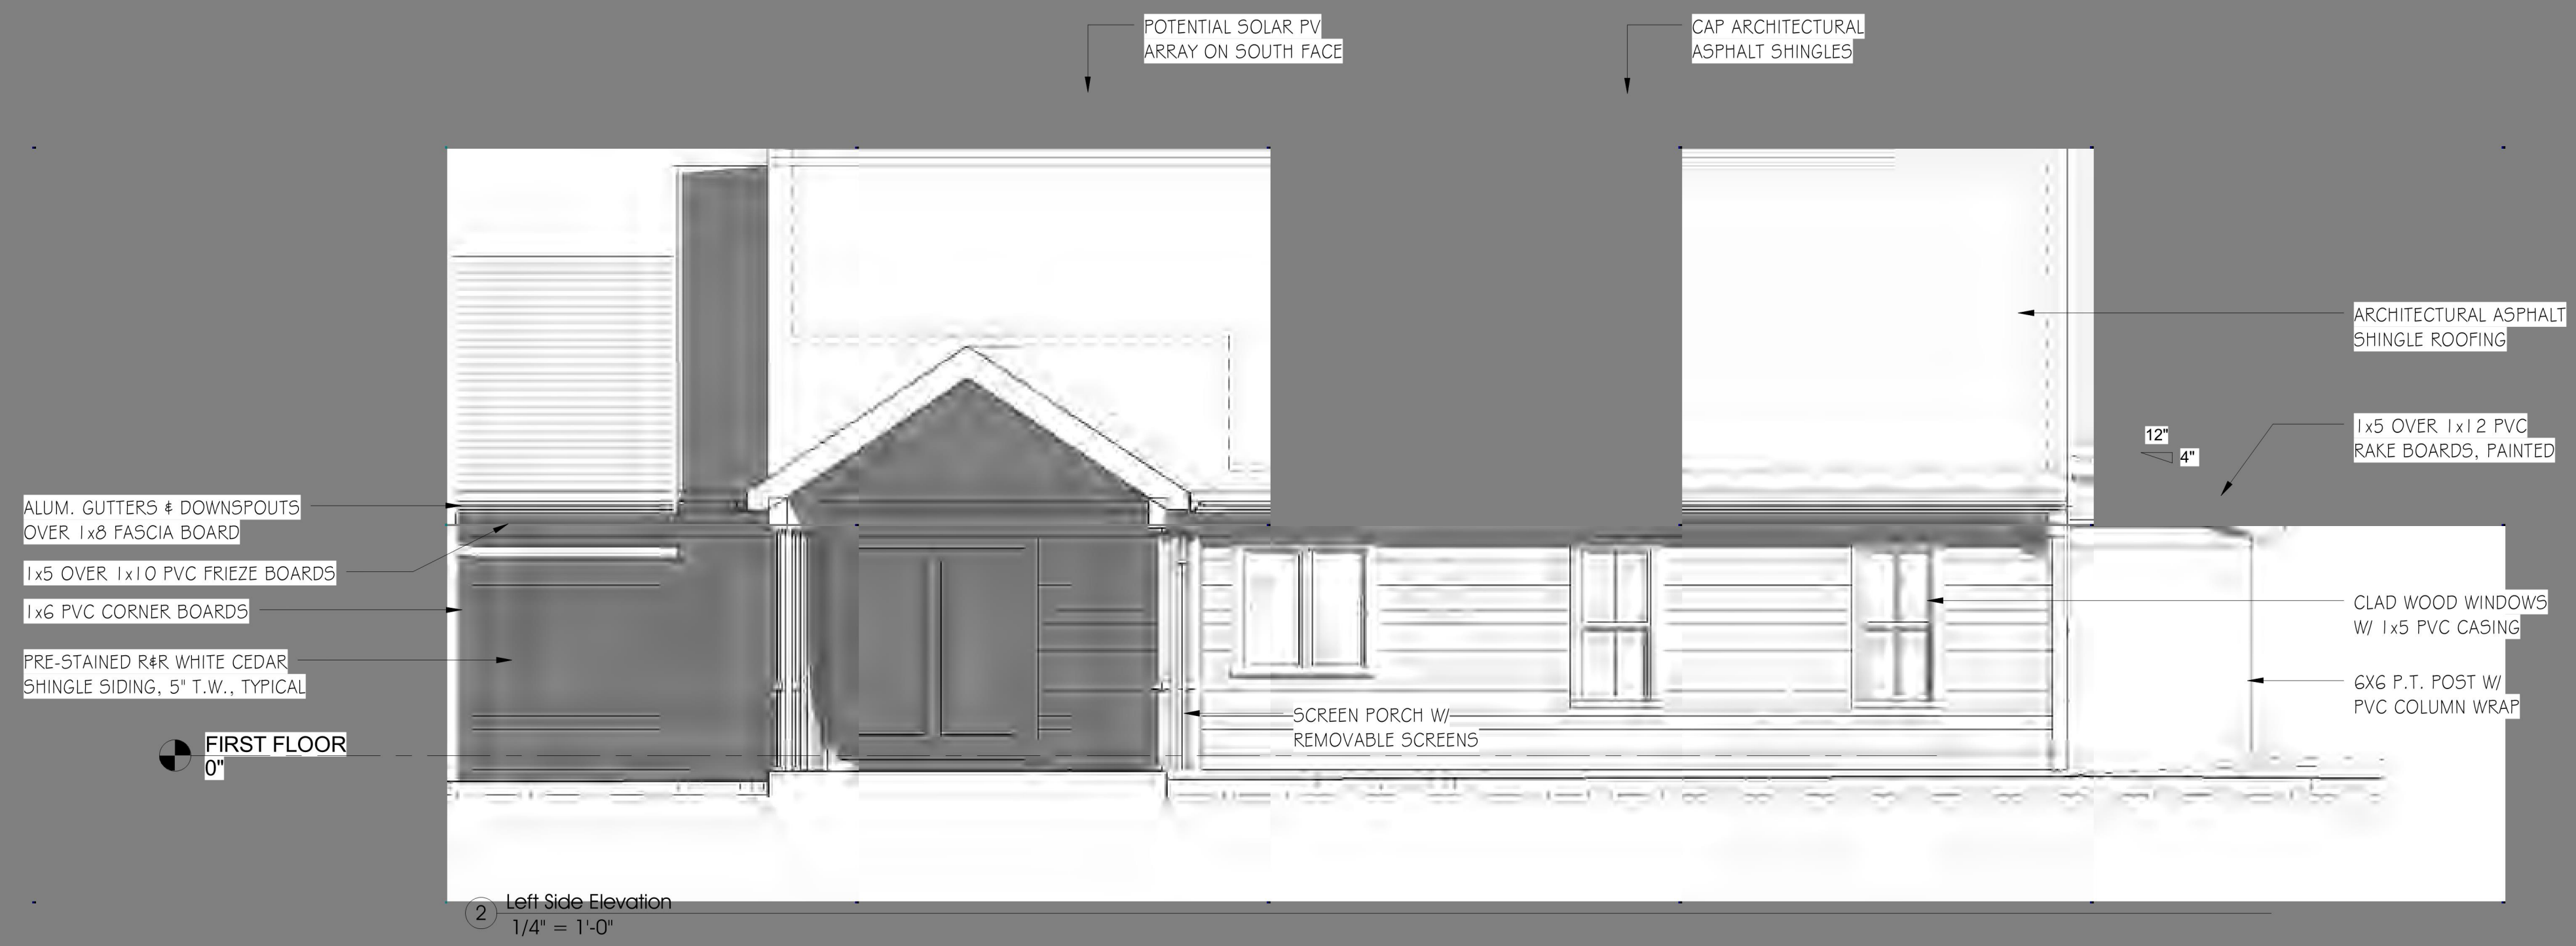 POTENTIAL SOLAR PV
ARRAY ON SOUTH FACE
CAP ARCHITECTURAL
ASPHALT SHINGLES
ARCHITECTURAL ASPHALT
SHINGLE ROOFING
12"
4"
1x5 OVER 1x12 PVC
RAKE BOARDS, PAINTED
ALUM. GUTTERS & DOWNSPOUTS
OVER 1x8 FASCIA BOARD
1x5 OVER 1x10 PVC FRIEZE BOARDS
1x6 PVC CORNER BOARDS
PRE-STAINED R&R WHITE CEDAR
SHINGLE SIDING, 5" T.W., TYPICAL
CLAD WOOD WINDOWS
W/ 1x5 PVC CASING
6X6 P.T. POST W/
PVC COLUMN WRAP
SCREEN PORCH W/
REMOVABLE SCREENS
FIRST FLOOR
0"
2
Left Side Elevation
1/4" = 1'-0"